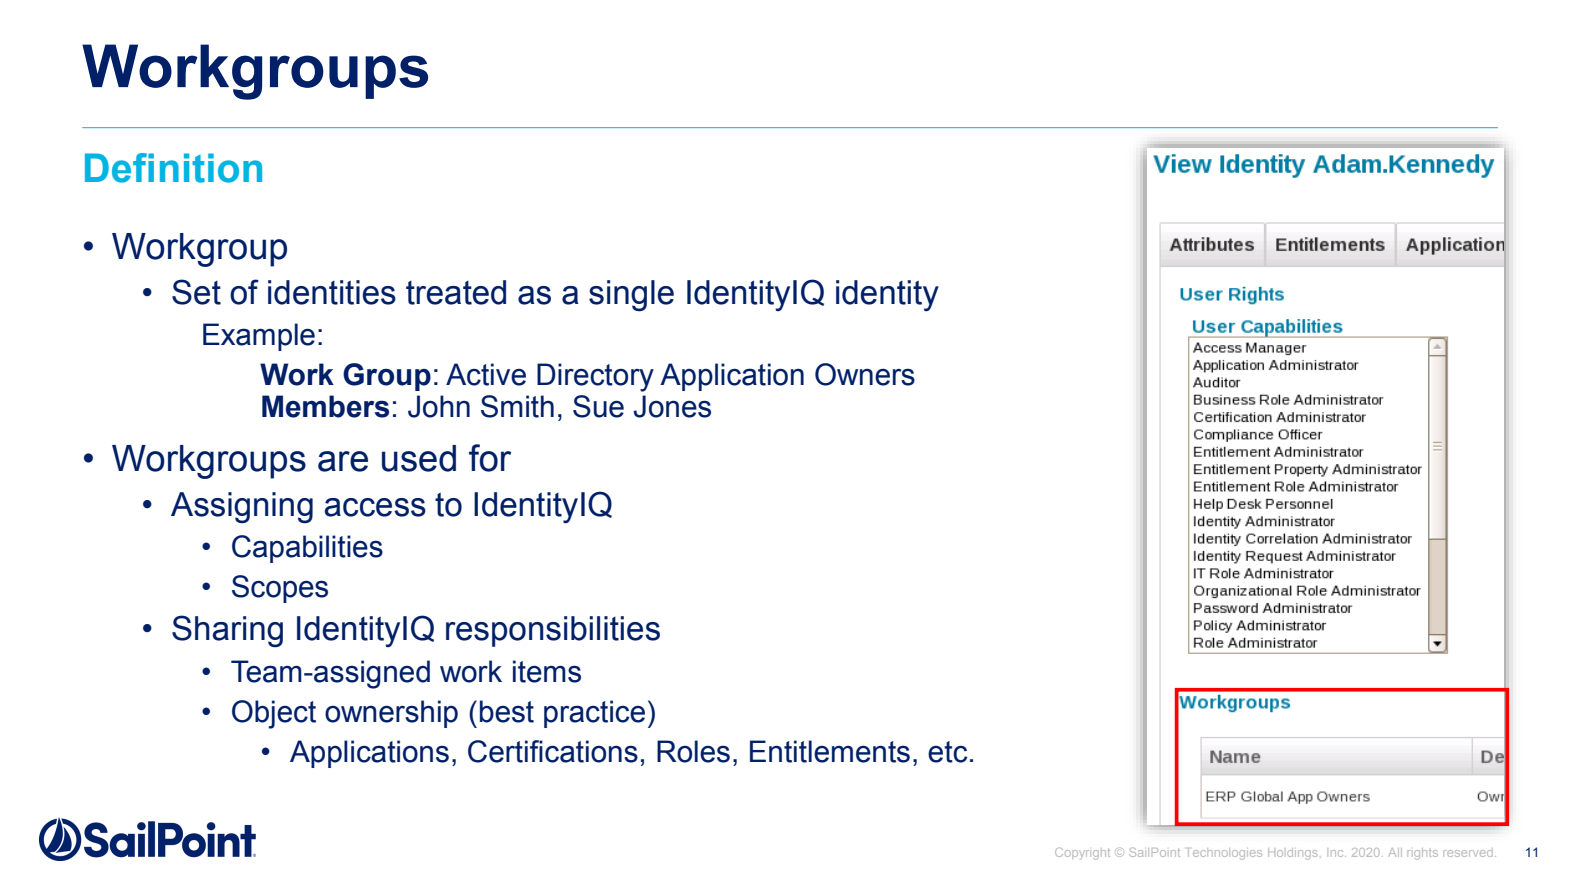 Workgroups
Definition
• Workgroup
• Set of identities treated as a single IdentityIQ identity
Example:
Work Group: Active Directory Application Owners
Members: John Smith, Sue Jones
• Workgroups are used for
• Assigning access to IdentityIQ
• Capabilities
• Scopes
• Sharing IdentityIQ responsibilities
• Team-assigned work items
• Object ownership (best practice)
• Applications, Certifications, Roles, Entitlements, etc.
View Identity Adam.Kennedy
Attributes Entitlements Application
User Rights
User Capabilities
Access Manager
Application Administrator
Auditor
Business Role Administrator
Certification Administrator
Compliance Officer
Entitlement Administrator
Entitlement Property Administrator
Entitlement Role Administrator
Help Desk Personnel
Identity Administrator
Identity Correlation Administrator
Identity Request Administrator
IT Role Administrator
Organizational Role Administrator
Password Administrator
Policy Administrator
Role Administrator
Workgroups
Name De
ERP Global App Owners Own
SailPoint
Copyright © SailPoint Technologies Holdings, Inc. 2020. All rights reserved. 11